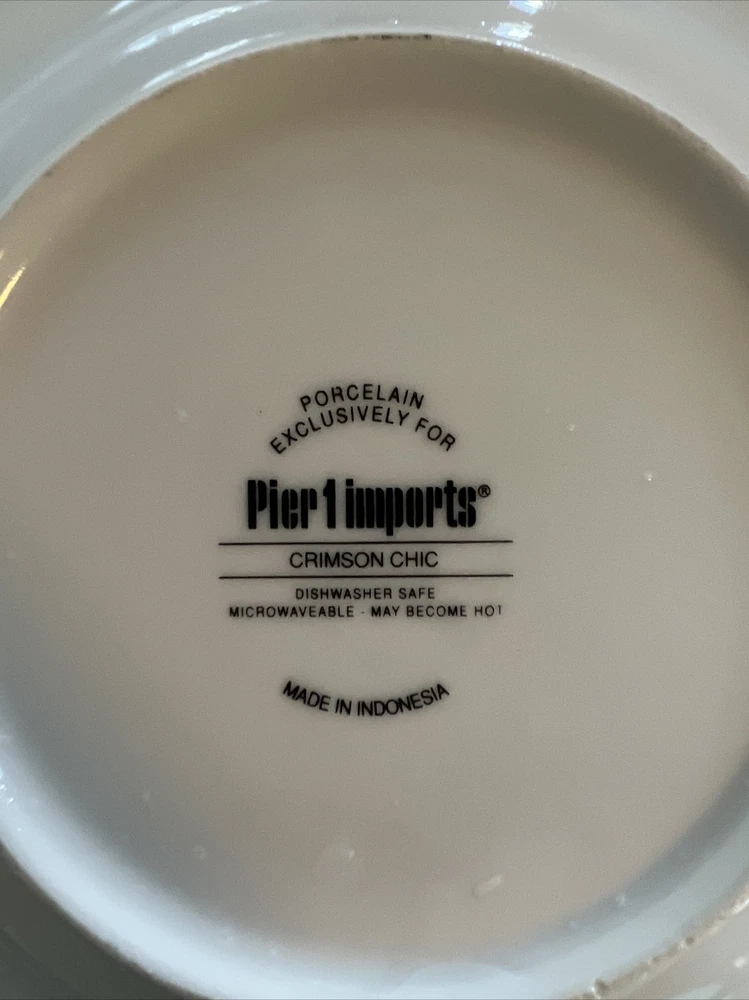 PORCELAIN
EXCLUSIVELY FOR
Pier 1 imports®
CRIMSON CHIC
DISHWASHER SAFE
MICROWAVEABLE - MAY BECOME HOT
MADE IN INDONESIA